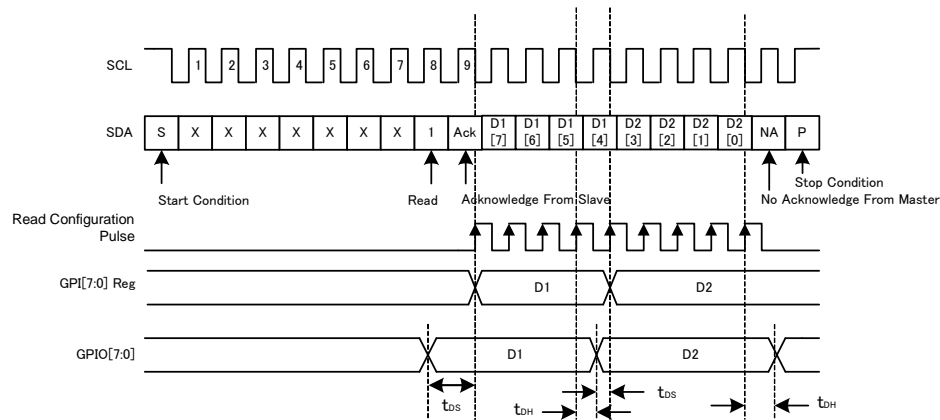 SCL 1 2 3 4 5 6 7 8 9
SDA S X X X X X X X 1 Ack D1 [7] D1 [6] D1 [5] D1 [4] D2 [3] D2 [2] D2 [1] D2 [0] NA P
Start Condition
Read
Acknowledge From Slave
Stop Condition
No Acknowledge From Master
Read Configuration
Pulse
GPI[7:0] Reg D1 D2
GPIO[7:0] D1 D2
tDS
tDH
tDS
tDH